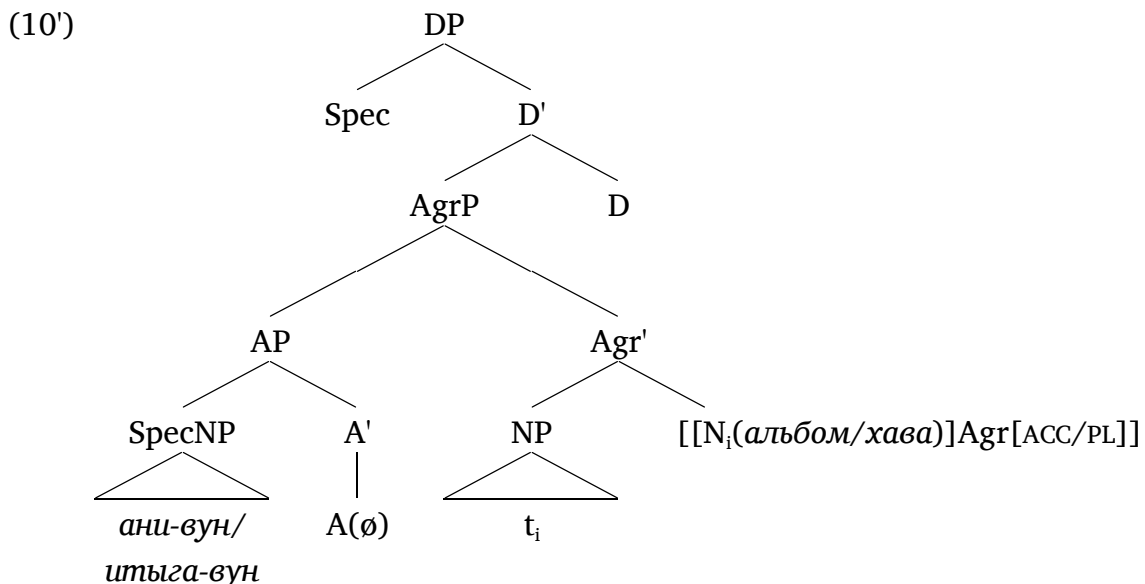 (10') DP
Spec D'
AgrP D
AP Agr'
SpecNP A' NP [[Nᵢ(альбом/хава)]Agr[ACC/PL]]
ани-вун/ A(ø) tᵢ
итыга-вун